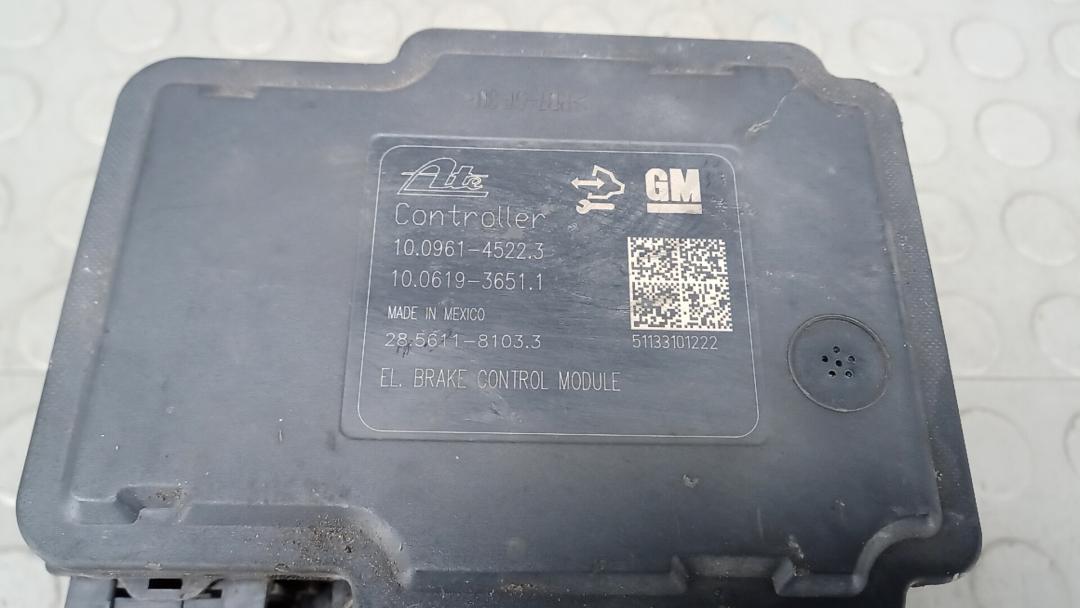 Ate
GM
Controller
10.0961-4522.3
10.0619-3651.1
MADE IN MEXICO
28.5611-8103.3
51133101222
EL. BRAKE CONTROL MODULE